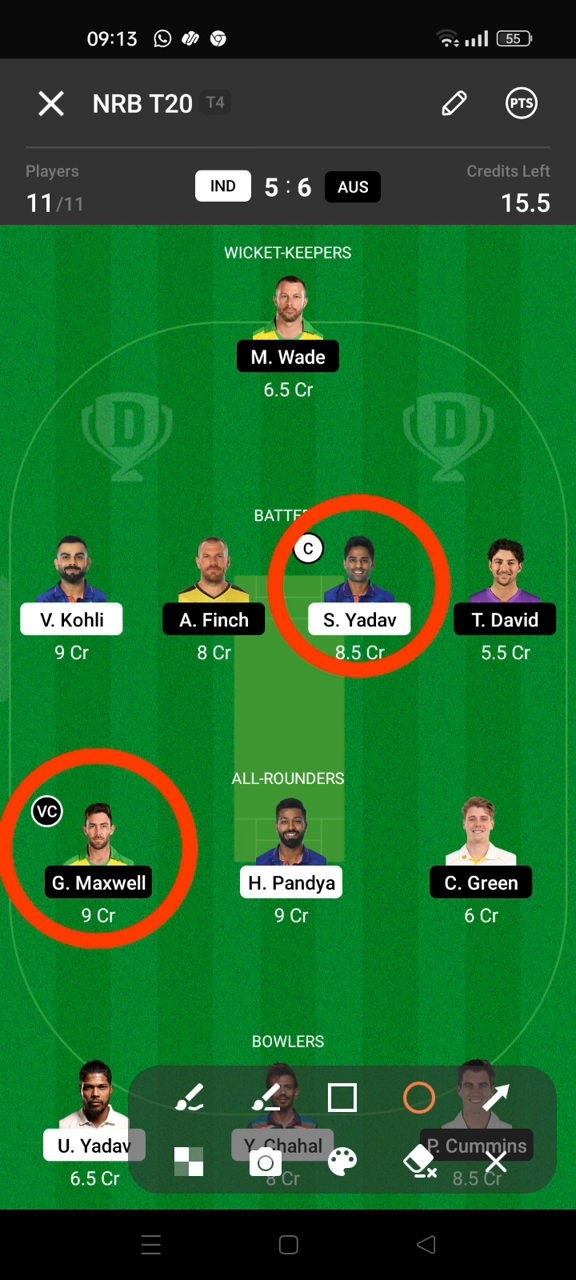 09:13
55
NRB T20 T4
PTS
Players
Credits Left
11/11
IND 5 : 6 AUS
15.5
WICKET-KEEPERS
M. Wade
6.5 Cr
D D
BATTE
C
V. Kohli A. Finch S. Yadav T. David
9 Cr 8 Cr 8.5 Cr 5.5 Cr
ALL-ROUNDERS
VC
G. Maxwell H. Pandya C. Green
9 Cr 9 Cr 6 Cr
BOWLERS
U. Yadav Y. Chahal P. Cummins
6.5 Cr 8 Cr 8.5 Cr